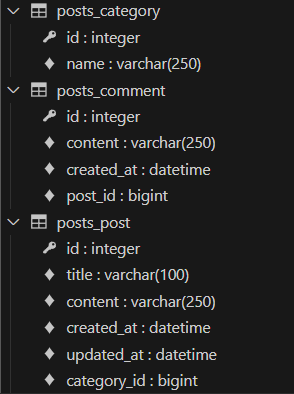 posts_category
id : integer
name : varchar(250)
posts_comment
id : integer
content : varchar(250)
created_at : datetime
post_id : bigint
posts_post
id : integer
title : varchar(100)
content : varchar(250)
created_at : datetime
updated_at : datetime
category_id : bigint